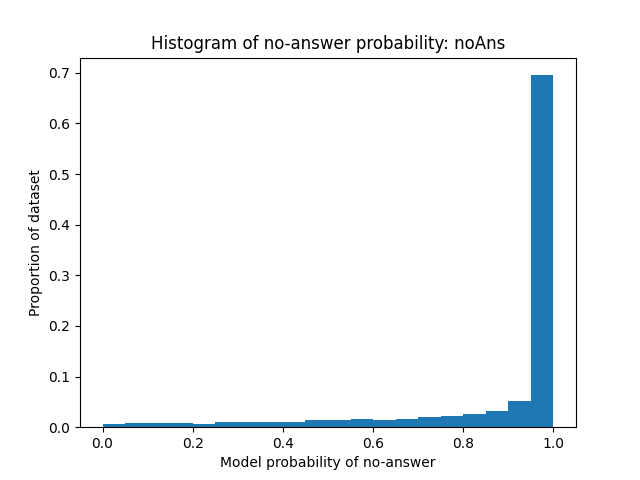 Histogram of no-answer probability: noAns
Proportion of dataset
0.7
0.6
0.5
0.4
0.3
0.2
0.1
0.0
0.0 0.2 0.4 0.6 0.8 1.0
Model probability of no-answer